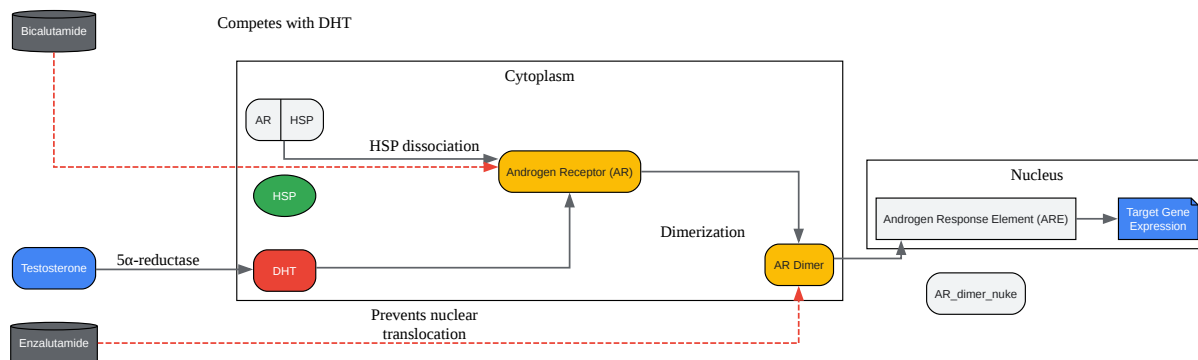 Bicalutamide
Competes with DHT
Cytoplasm
AR
HSP
HSP dissociation
Androgen Receptor (AR)
HSP
Nucleus
Androgen Response Element (ARE)
Target Gene
Expression
Dimerization
Testosterone
5α-reductase
DHT
AR Dimer
AR_dimer_nuke
Prevents nuclear
translocation
Enzalutamide